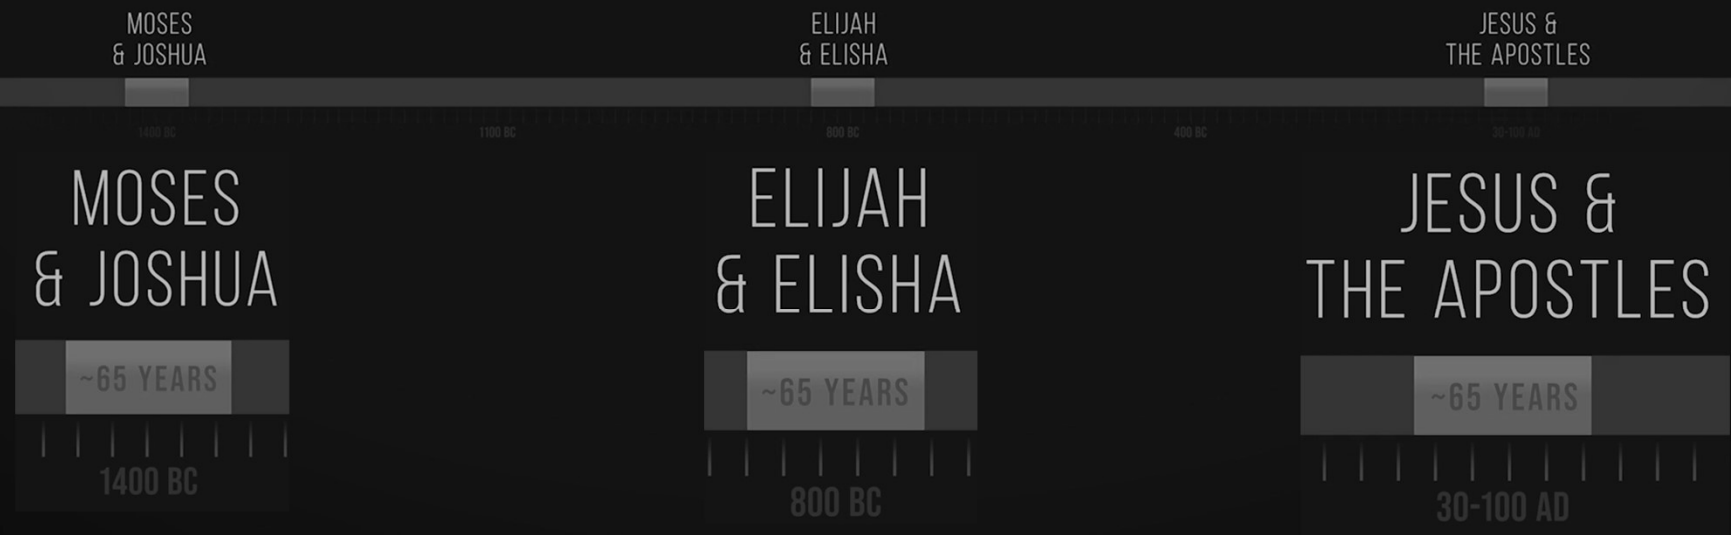 MOSES
& JOSHUA
ELIJAH
& ELISHA
JESUS &
THE APOSTLES
1400 BC
1100 BC
800 BC
400 BC
30-100 AD
MOSES
& JOSHUA
~65 YEARS
1400 BC
ELIJAH
& ELISHA
~65 YEARS
800 BC
JESUS &
THE APOSTLES
~65 YEARS
30-100 AD